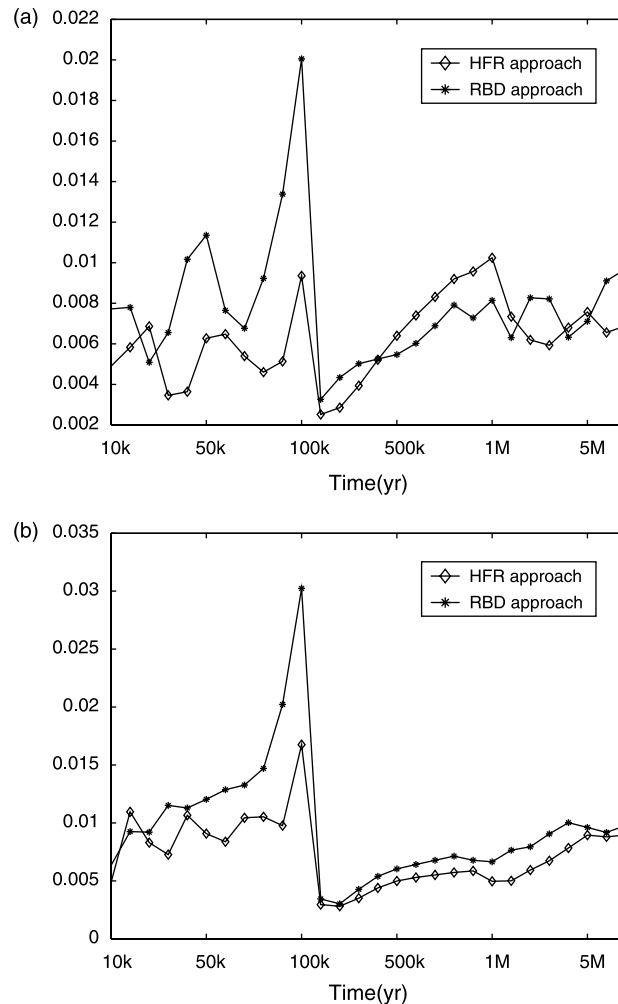 (a)
0.022
0.02
0.018
0.016
0.014
0.012
0.01
0.008
0.006
0.004
0.002
HFR approach
RBD approach
10k 50k 100k 500k 1M 5M
Time(yr)
(b)
0.035
0.03
0.025
0.02
0.015
0.01
0.005
0
HFR approach
RBD approach
10k 50k 100k 500k 1M 5M
Time(yr)